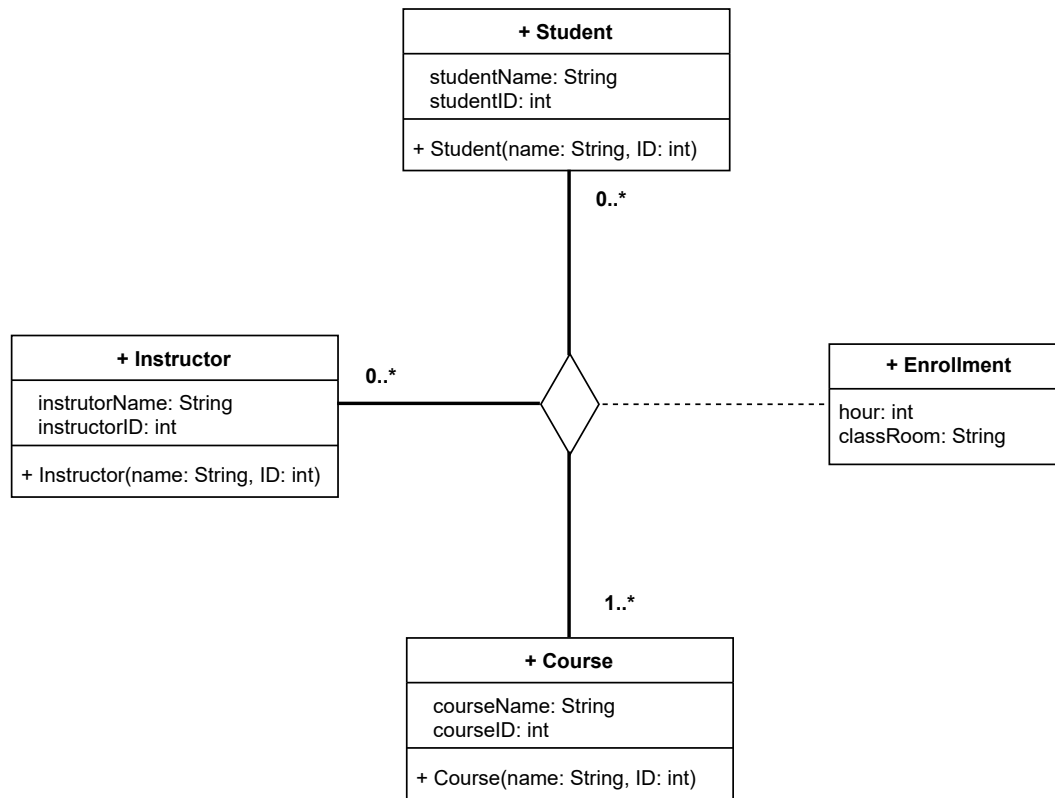 + Student
studentName: String
studentID: int
+ Student(name: String, ID: int)
0..*
+ Instructor
instrutorName: String
instructorID: int
+ Instructor(name: String, ID: int)
0..*
+ Enrollment
hour: int
classRoom: String
1..*
+ Course
courseName: String
courseID: int
+ Course(name: String, ID: int)